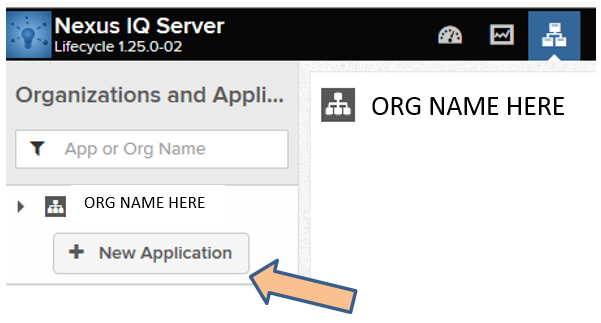 Nexus IQ Server
Lifecycle 1.25.0-02
Organizations and Appli...
App or Org Name
ORG NAME HERE
New Application
ORG NAME HERE